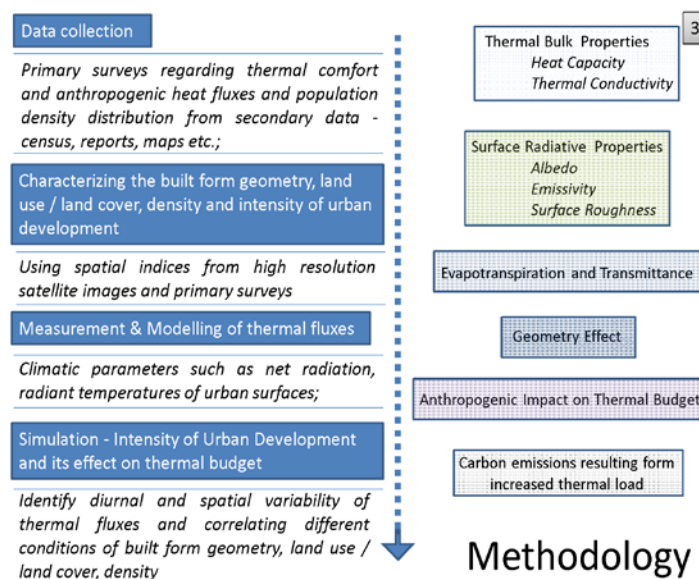 Data collection
Primary surveys regarding thermal comfort
and anthropogenic heat fluxes and population
density distribution from secondary data -
census, reports, maps etc.;
Characterizing the built form geometry, land
use / land cover, density and intensity of urban
development
Using spatial indices from high resolution
satellite images and primary surveys
Measurement & Modelling of thermal fluxes
Climatic parameters such as net radiation,
radiant temperatures of urban surfaces;
Simulation - Intensity of Urban Development
and its effect on thermal budget
Identify diurnal and spatial variability of
thermal fluxes and correlating different
conditions of built form geometry, land use /
land cover, density
3
Thermal Bulk Properties
Heat Capacity
Thermal Conductivity
Surface Radiative Properties
Albedo
Emissivity
Surface Roughness
Evapotranspiration and Transmittance
Geometry Effect
Anthropogenic Impact on Thermal Budget
Carbon emissions resulting form
increased thermal load
Methodology